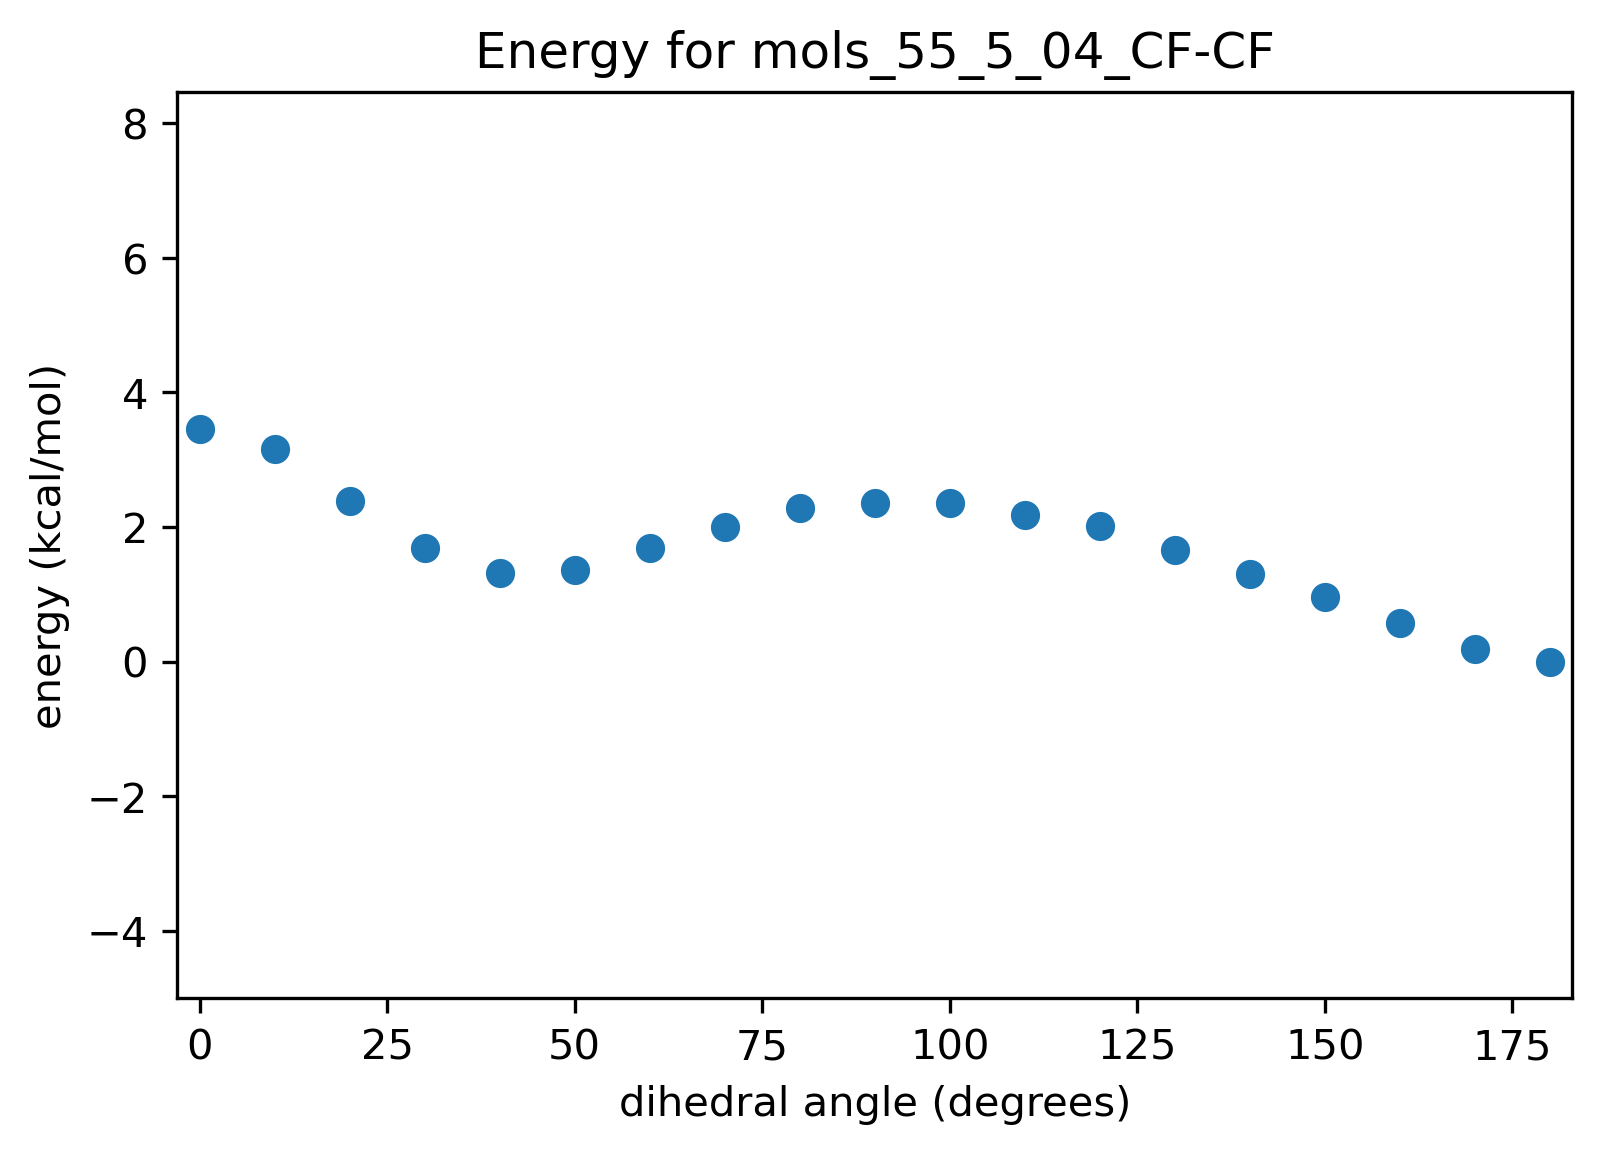 Energy for mols_55_5_04_CF-CF
8
6
4
2
0
−2
−4
energy (kcal/mol)
0 25 50 75 100 125 150 175
dihedral angle (degrees)